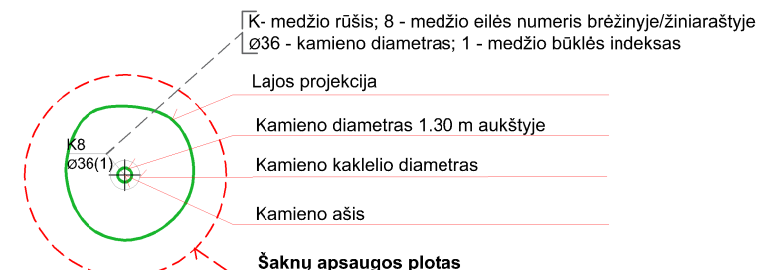 K- medžio rūšis; 8 - medžio eilės numeris brėžinyje/žiniaraštyje
Ø36 - kamieno diametras; 1 - medžio būklės indeksas
Lajos projekcija
Kamieno diametras 1.30 m aukštyje
K8
Ø36(1)
Kamieno kaklelio diametras
Kamieno ašis
Šaknų apsaugos plotas